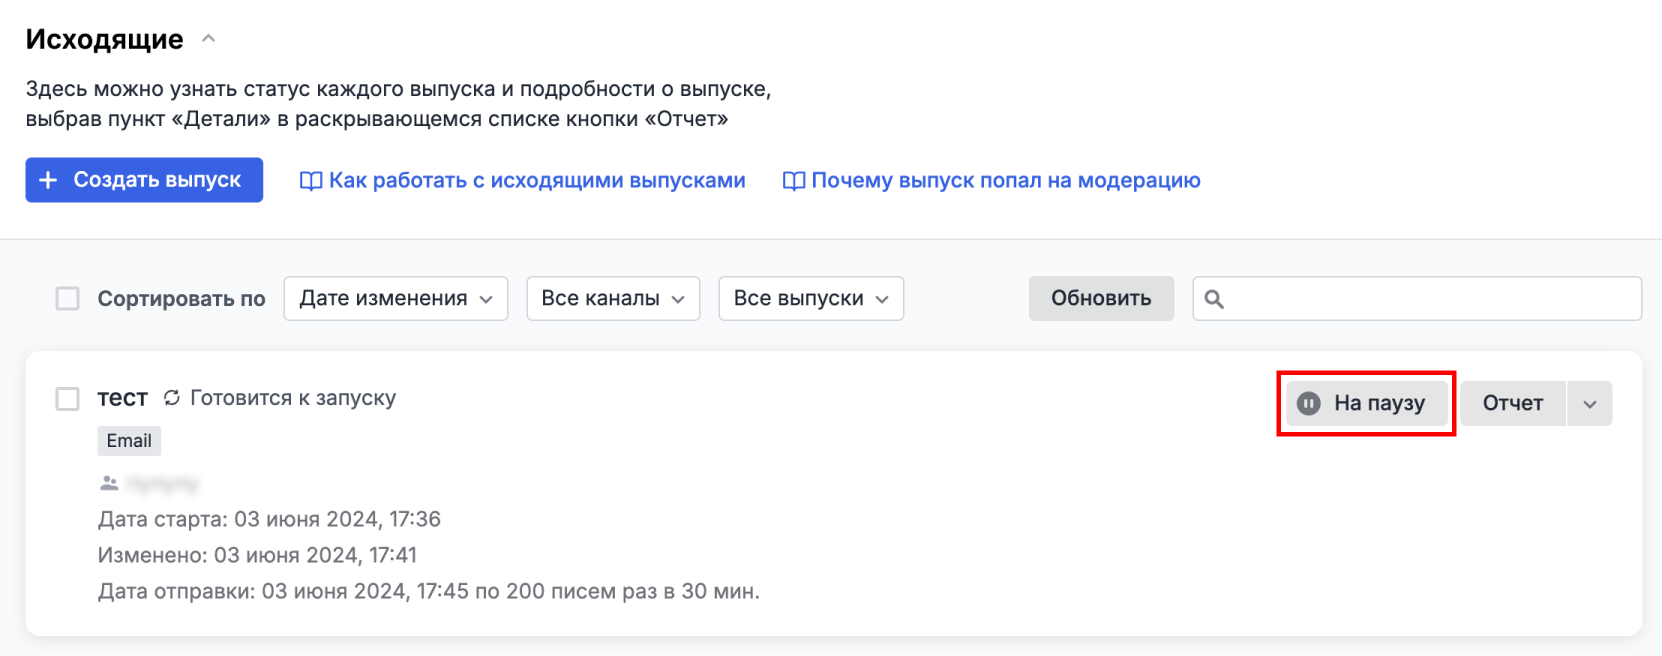 Исходящие
Здесь можно узнать статус каждого выпуска и подробности о выпуске,
выбрав пункт «Детали» в раскрывающемся списке кнопки «Отчет»
Создать выпуск
Как работать с исходящими выпусками
Почему выпуск попал на модерацию
Сортировать по
Дате изменения
Все каналы
Все выпуски
Обновить
тест
Готовится к запуску
На паузу
Отчет
Email
Дата старта: 03 июня 2024, 17:36
Изменено: 03 июня 2024, 17:41
Дата отправки: 03 июня 2024, 17:45 по 200 писем раз в 30 мин.